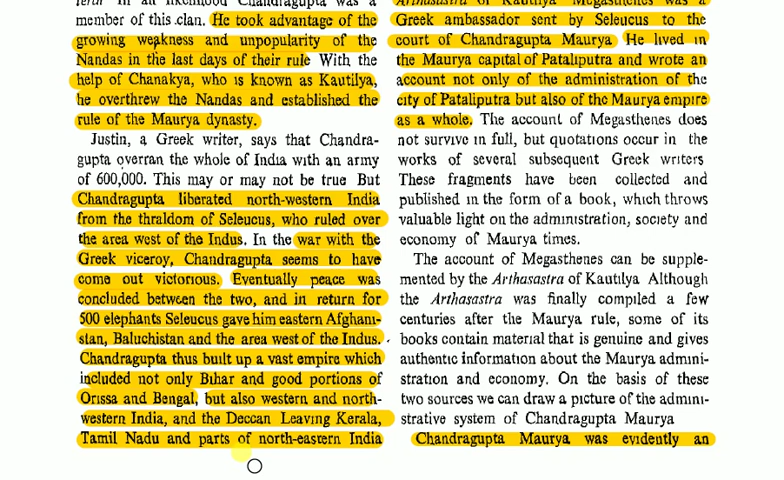 member of this clan. He took advantage of the
growing weakness and unpopularity of the
Nandas in the last days of their rule With the
help of Chanakya, who is known as Kautilya,
he overthrew the Nandas and established the
rule of the Maurya dynasty.
Justin, a Greek writer, says that Chandra-
gupta overran the whole of India with an army
of 600,000. This may or may not be true But
Chandragupta liberated north-western India
from the thraldom of Seleucus, who ruled over
the area west of the Indus. In the war with the
Greek viceroy, Chandragupta seems to have
come out victorious. Eventually peace was
concluded between the two, and in return for
500 elephants Seleucus gave him eastern Afghani-
stan, Baluchistan and the area west of the Indus.
Chandragupta thus built up a vast empire which
included not only Bihar and good portions of
Orissa and Bengal, but also western and north-
western India, and the Deccan Leaving Kerala,
Tamil Nadu and parts of north-eastern India
Arthasastra of Kautilya Megasthenes was a
Greek ambassador sent by Seleucus to the
court of Chandragupta Maurya He lived in
the Maurya capital of Pataliputra and wrote an
account not only of the administration of the
city of Pataliputra but also of the Maurya empire
as a whole. The account of Megasthenes does
not survive in full, but quotations occur in the
works of several subsequent Greek writers
These fragments have been collected and
published in the form of a book, which throws
valuable light on the administration, society and
economy of Maurya times.
The account of Megasthenes can be supple-
mented by the Arthasastra of Kautilya Although
the Arthasastra was finally compiled a few
centuries after the Maurya rule, some of its
books contain material that is genuine and gives
authentic information about the Maurya admini-
stration and economy. On the basis of these
two sources we can draw a picture of the admini-
strative system of Chandragupta Maurya
Chandragupta Maurya was evidently an